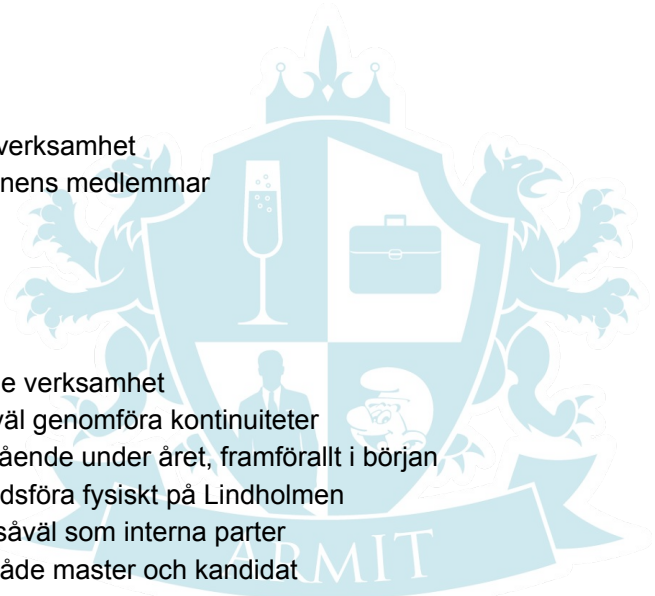 verksamhet
nens medlemmar
e verksamhet
väl genomföra kontinuiteter
ående under året, framförallt i början
dsföra fysiskt på Lindholmen
såväl som interna parter
åde master och kandidat
ARMIT